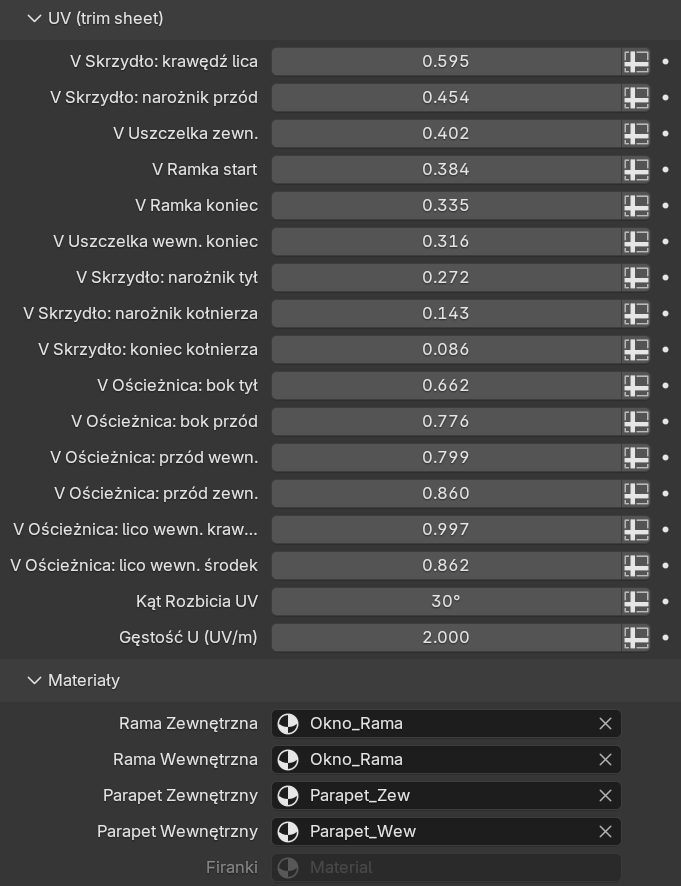 UV (trim sheet)
V Skrzydło: krawędź lica 0.595
V Skrzydło: narożnik przód 0.454
V Uszczelka zewn. 0.402
V Ramka start 0.384
V Ramka koniec 0.335
V Uszczelka wewn. koniec 0.316
V Skrzydło: narożnik tył 0.272
V Skrzydło: narożnik kołnierza 0.143
V Skrzydło: koniec kołnierza 0.086
V Ościeżnica: bok tył 0.662
V Ościeżnica: bok przód 0.776
V Ościeżnica: przód wewn. 0.799
V Ościeżnica: przód zewn. 0.860
V Ościeżnica: lico wewn. kraw... 0.997
V Ościeżnica: lico wewn. środek 0.862
Kąt Rozbicia UV 30°
Gęstość U (UV/m) 2.000
Materiały
Rama Zewnętrzna Okno_Rama
Rama Wewnętrzna Okno_Rama
Parapet Zewnętrzny Parapet_Zew
Parapet Wewnętrzny Parapet_Wew
Firanki Material